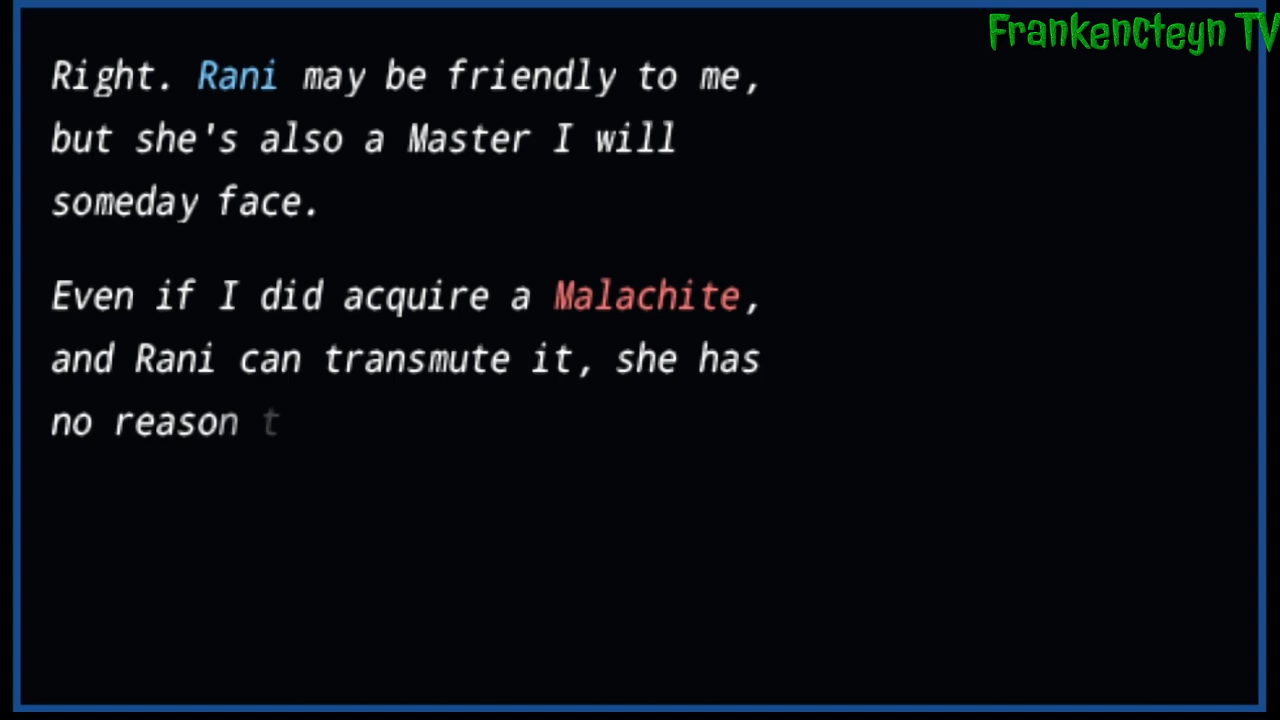 FrankenCteyn TV
Right. Rani may be friendly to me,
but she's also a Master I will
someday face.
Even if I did acquire a Malachite,
and Rani can transmute it, she has
no reason t